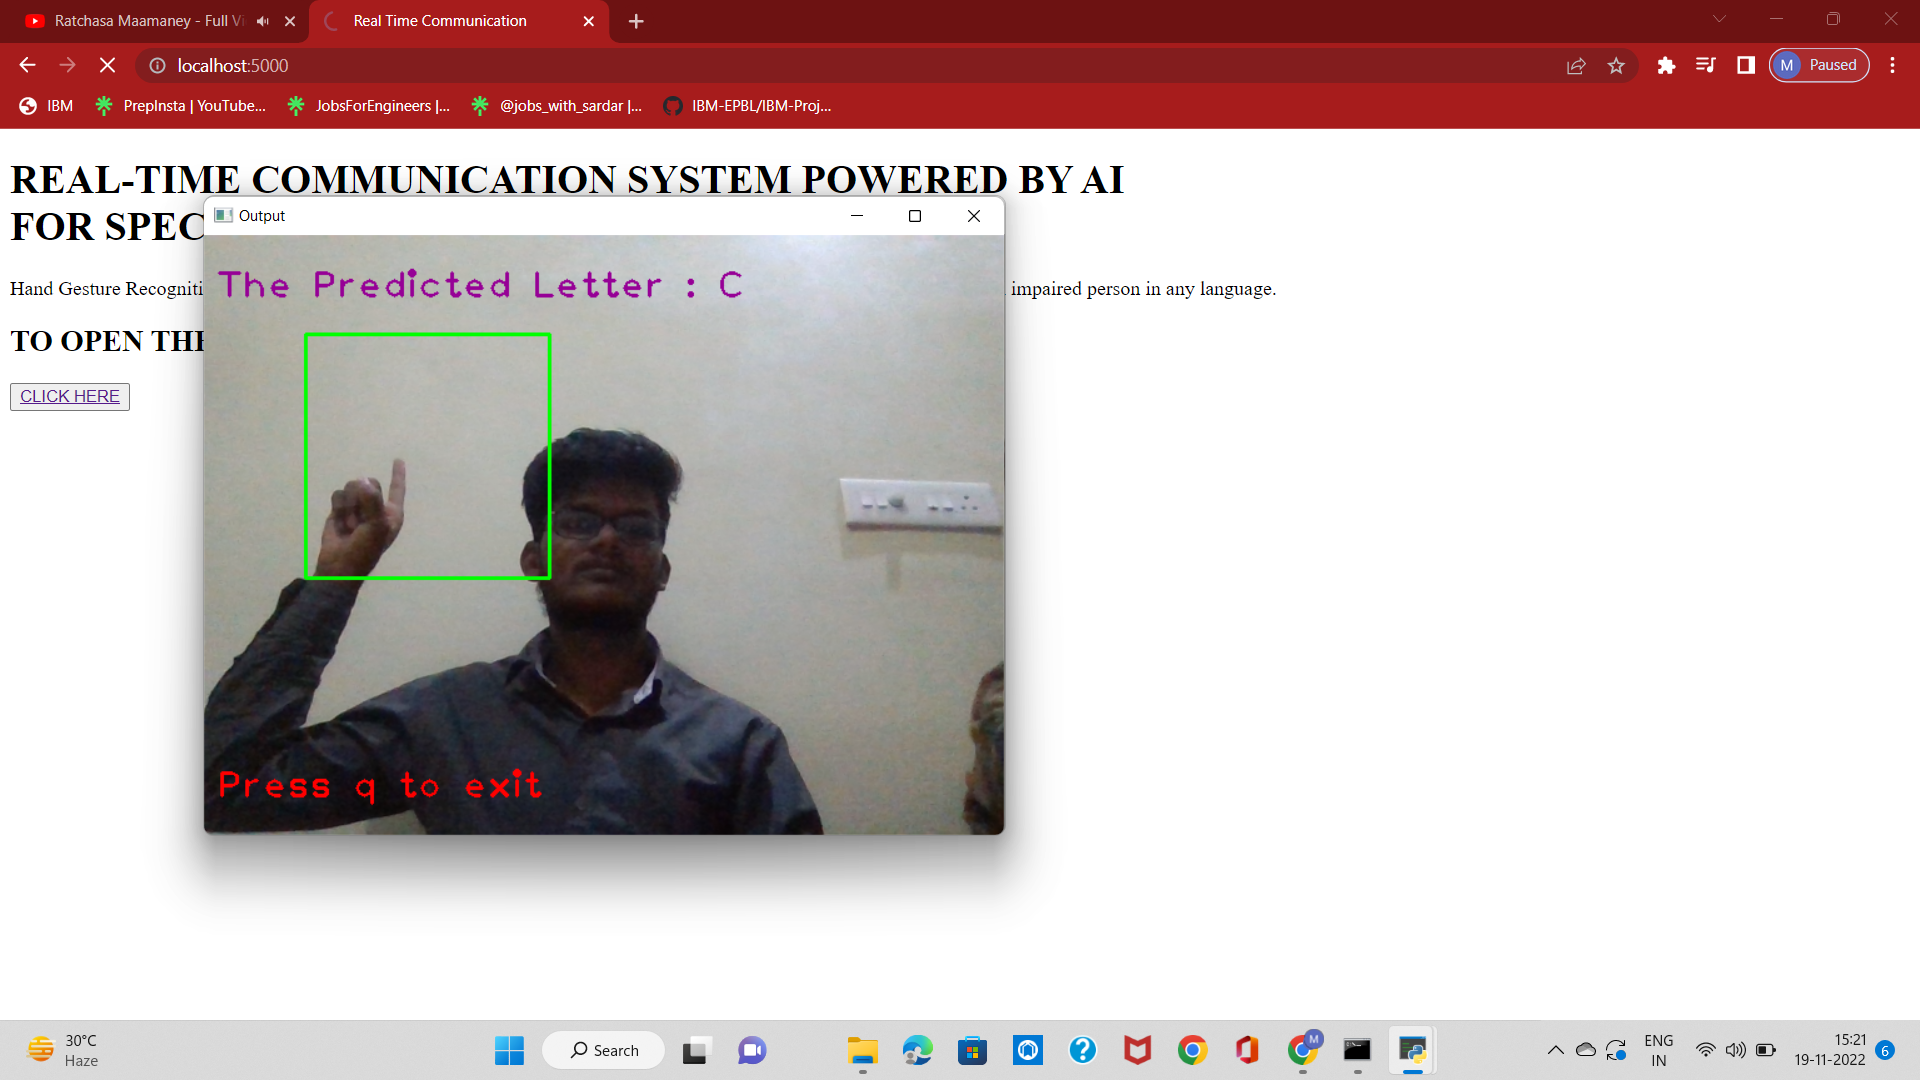 Ratchasa Maamaney - Full Vi
Real Time Communication
localhost:5000
M Paused
IBM
PrepInsta | YouTube...
JobsForEngineers |...
@jobs_with_sardar |...
IBM-EPBL/IBM-Proj...
REAL-TIME COMMUNICATION SYSTEM POWERED BY AI
FOR SPEC
Output
The Predicted Letter : C
Hand Gesture Recogniti
impaired person in any language.
TO OPEN THE
CLICK HERE
Press q to exit
30°C
Haze
Search
M
ENG
IN
15:21
19-11-2022
6